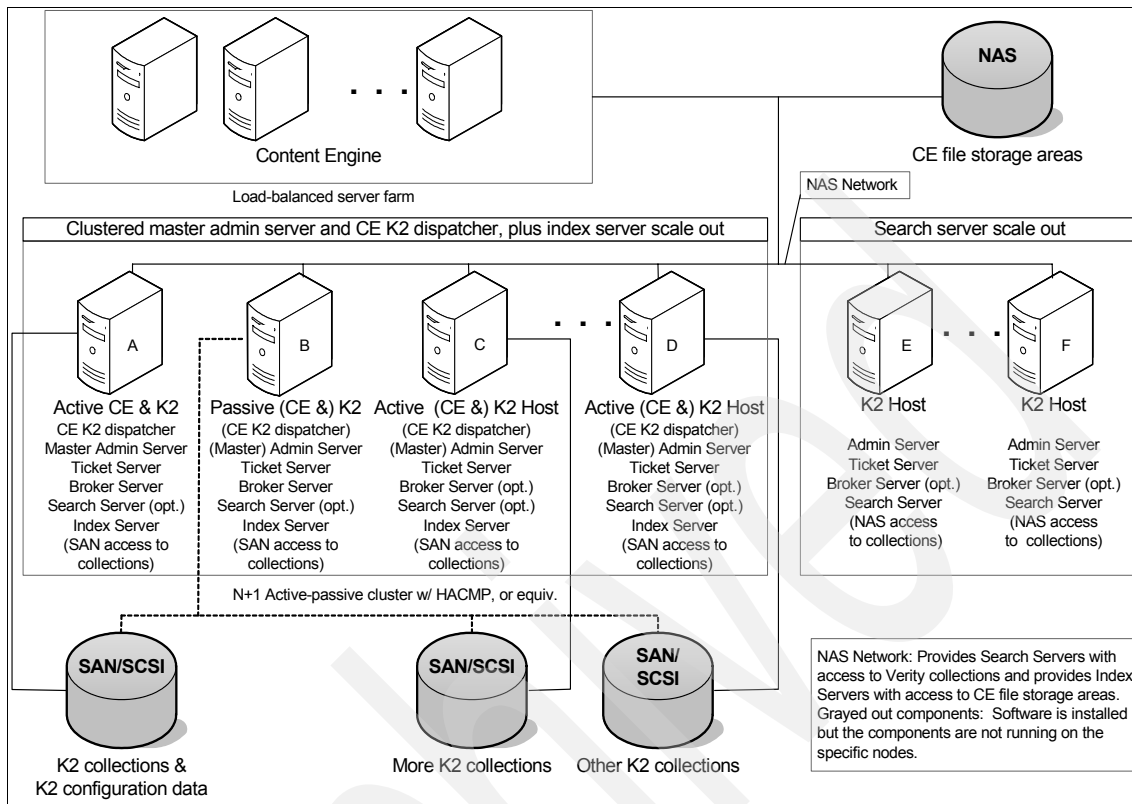 NAS
Content Engine
CE file storage areas
Load-balanced server farm
NAS Network
Clustered master admin server and CE K2 dispatcher, plus index server scale out
Search server scale out
A
B
C
D
E
F
Active CE & K2
CE K2 dispatcher
Master Admin Server
Ticket Server
Broker Server
Search Server (opt.)
Index Server
(SAN access to
collections)
Passive (CE &) K2
(CE K2 dispatcher)
(Master) Admin Server
Ticket Server
Broker Server
Search Server (opt.)
Index Server
(SAN access to
collections)
Active (CE &) K2 Host
(CE K2 dispatcher)
(Master) Admin Server
Ticket Server
Broker Server (opt.)
Search Server (opt.)
Index Server
(SAN access to
collections)
Active (CE &) K2 Host
(CE K2 dispatcher)
(Master) Admin Server
Ticket Server
Broker Server (opt.)
Search Server (opt.)
Index Server
(SAN access to
collections)
K2 Host
Admin Server
Ticket Server
Broker Server (opt.)
Search Server
(NAS access
to collections)
K2 Host
Admin Server
Ticket Server
Broker Server (opt.)
Search Server
(NAS access
to collections)
N+1 Active-passive cluster w/ HACMP, or equiv.
SAN/SCSI
K2 collections &
K2 configuration data
SAN/SCSI
More K2 collections
SAN/
SCSI
Other K2 collections
NAS Network: Provides Search Servers with
access to Verity collections and provides Index
Servers with access to CE file storage areas.
Grayed out components: Software is installed
but the components are not running on the
specific nodes.